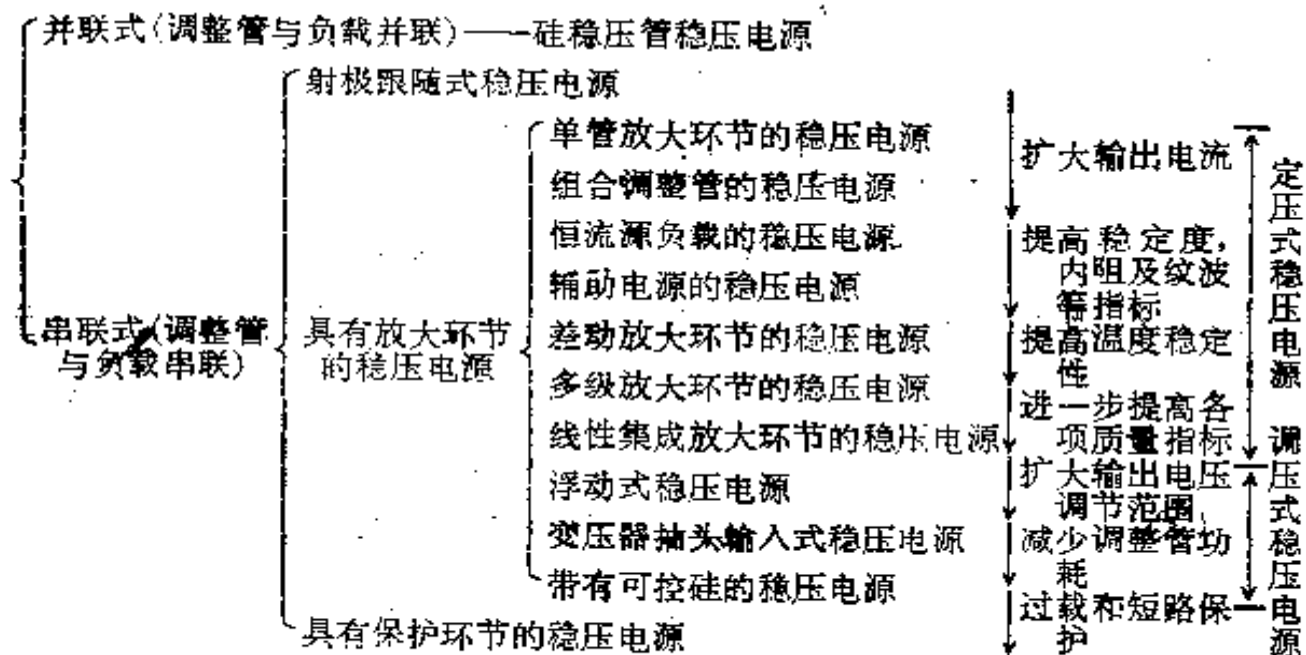 并联式(调整管与负载并联)——硅稳压管稳压电源
射极跟随式稳压电源
单管放大环节的稳压电源
组合调整管的稳压电源
恒流源负载的稳压电源
辅助电源的稳压电源
串联式(调整管
与负载串联)
具有放大环节
的稳压电源
差动放大环节的稳压电源
多级放大环节的稳压电源
线性集成放大环节的稳压电源
浮动式稳压电源
变压器抽头输入式稳压电源
带有可控硅的稳压电源
具有保护环节的稳压电源
扩大输出电流
提高稳定度,
内阻及纹波
等指标
提高温度稳定
性
进一步提高各
项质量指标
扩大输出电压
调节范围
减少调整管功
耗
过载和短路保
护
定压式稳压电源
调压式稳压电源